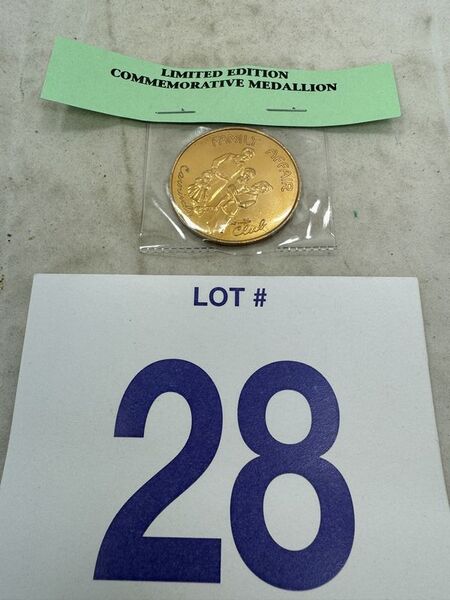 LIMITED EDITION
COMMEMORATIVE MEDALLION
FAMILY AFFAIR
Club
LOT #
28